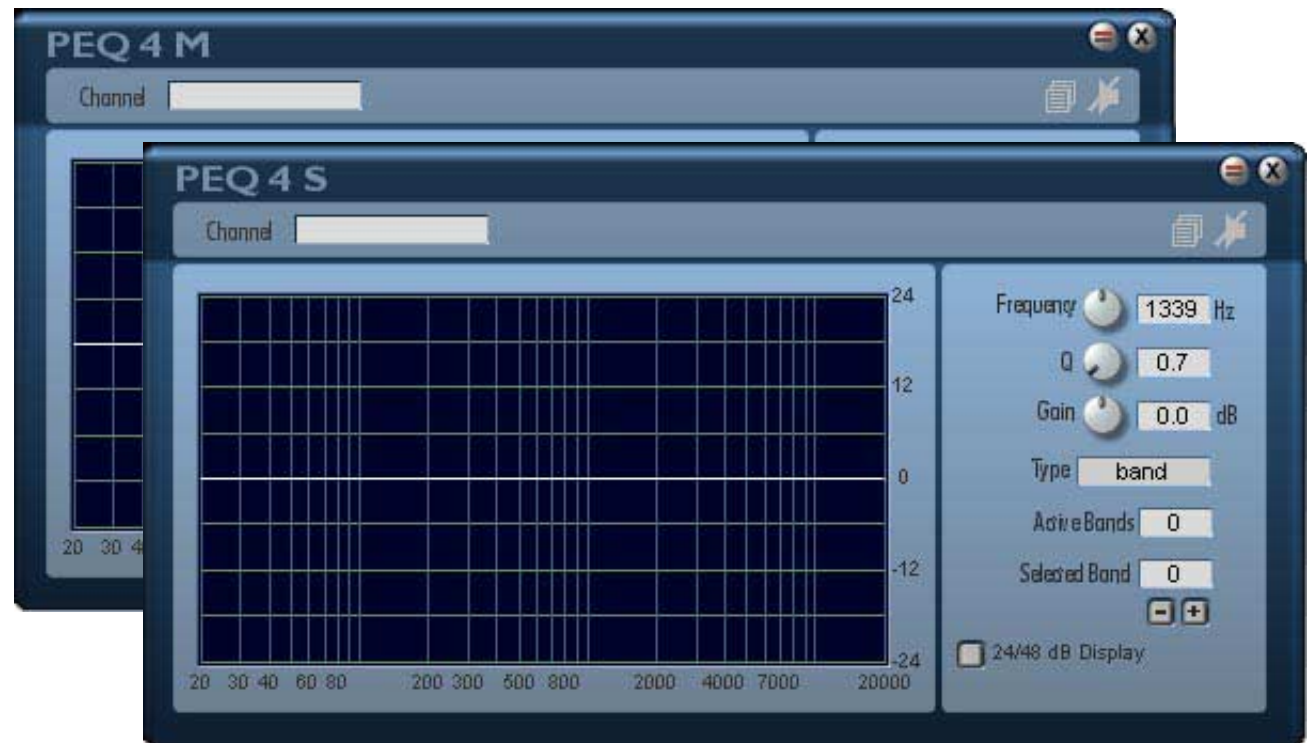 PEQ 4 M
Channel
20 30
PEQ 4 S
Channel
24
12
0
-12
-24
20 30 40 60 80 200 300 500 800 2000 4000 7000 20000
Frequency 1339 Hz
Q 0.7
Gain 0.0 dB
Type band
Active Bands 0
Selected Band 0
- +
24/48 dB Display